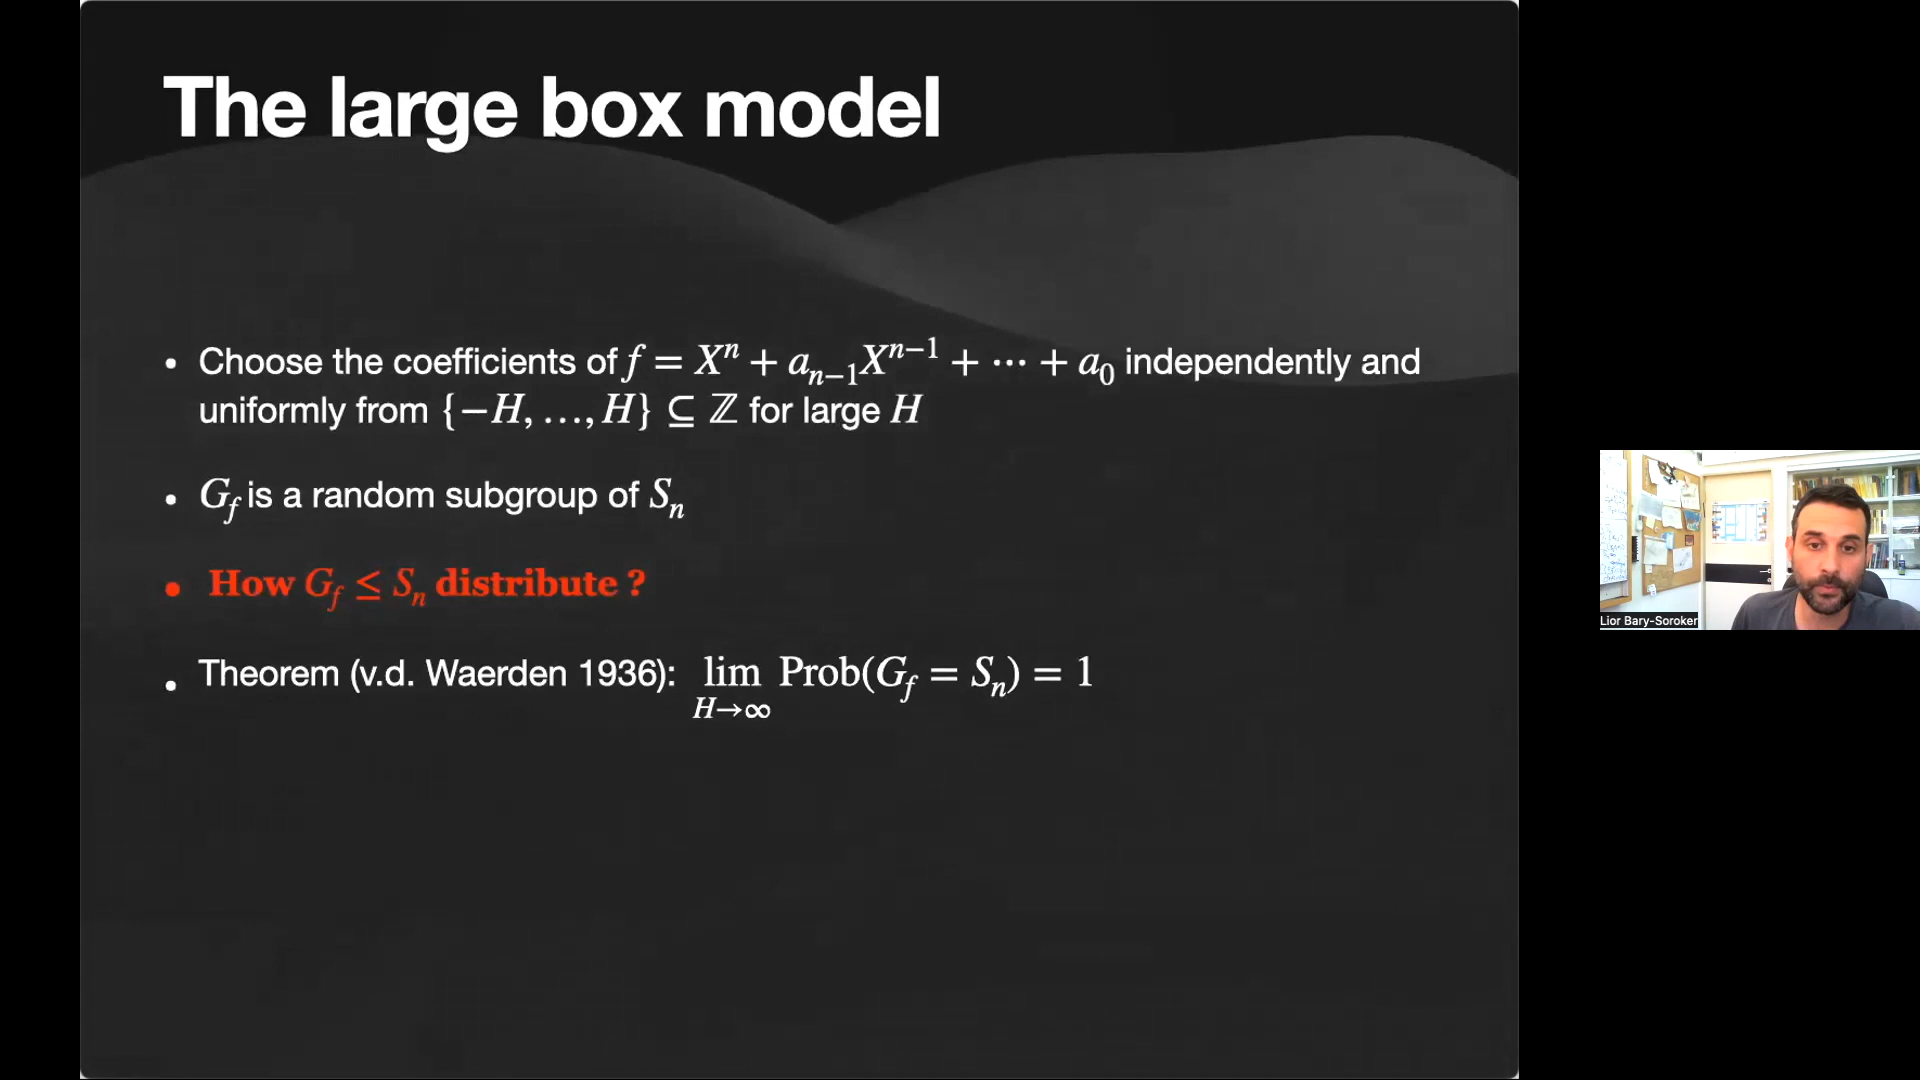 The large box model
• Choose the coefficients of f = Xⁿ + aₙ₋₁Xⁿ⁻¹ + ⋯ + a₀ independently and
uniformly from {−H, …, H} ⊆ ℤ for large H
• G_f is a random subgroup of Sₙ
• How G_f ≤ Sₙ distribute ?
• Theorem (v.d. Waerden 1936): lim_{H→∞} Prob(G_f = Sₙ) = 1
Lior Bary-Soroker